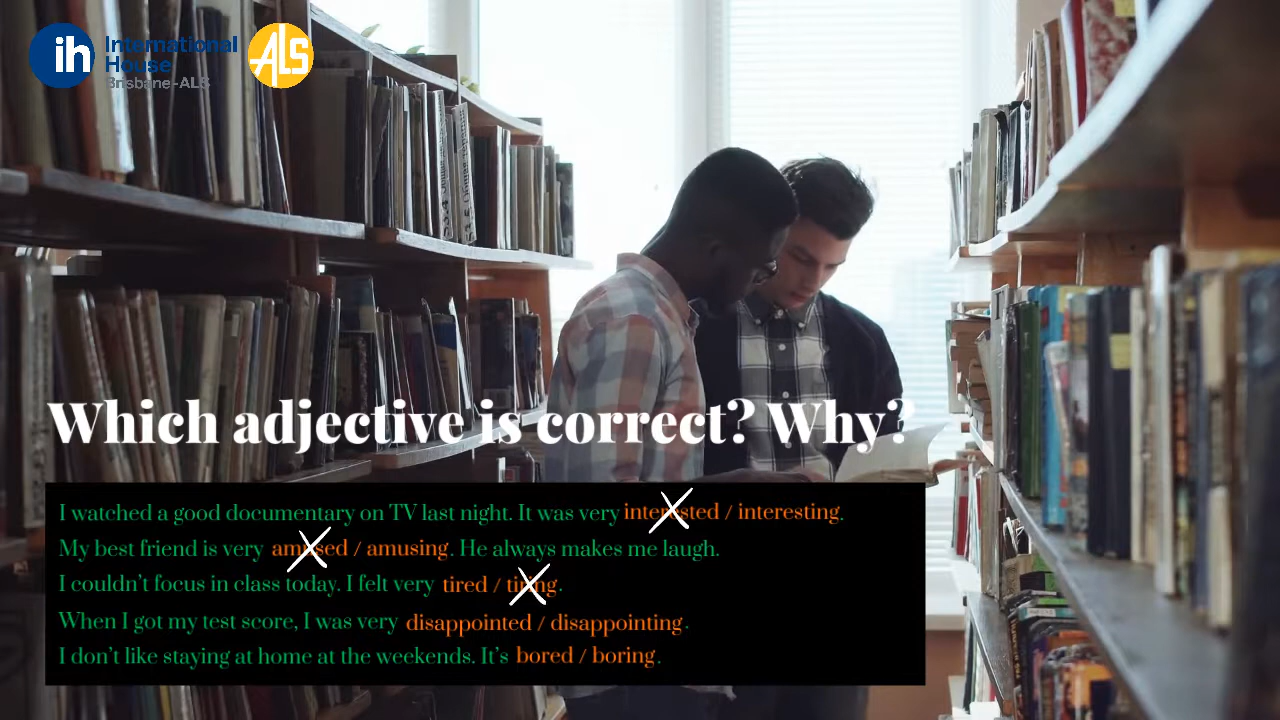 ih International
House
Brisbane-ALS
ALS
Which adjective is correct? Why?
I watched a good documentary on TV last night. It was very interested / interesting.
My best friend is very amused / amusing. He always makes me laugh.
I couldn't focus in class today. I felt very tired / tiring.
When I got my test score, I was very disappointed / disappointing.
I don't like staying at home at the weekends. It's bored / boring.